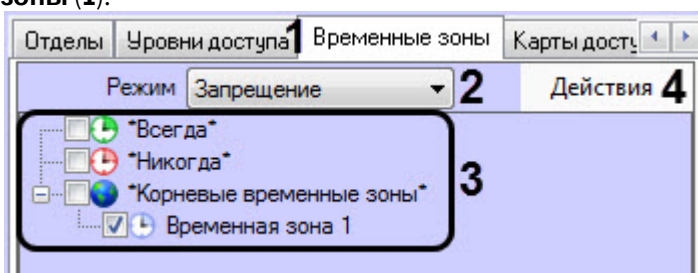 зоны (1).
Отделы Уровни доступа 1 Временные зоны Карты досту
Режим Запрещение 2 Действия 4
*Всегда*
*Никогда*
*Корневые временные зоны* 3
Временная зона 1